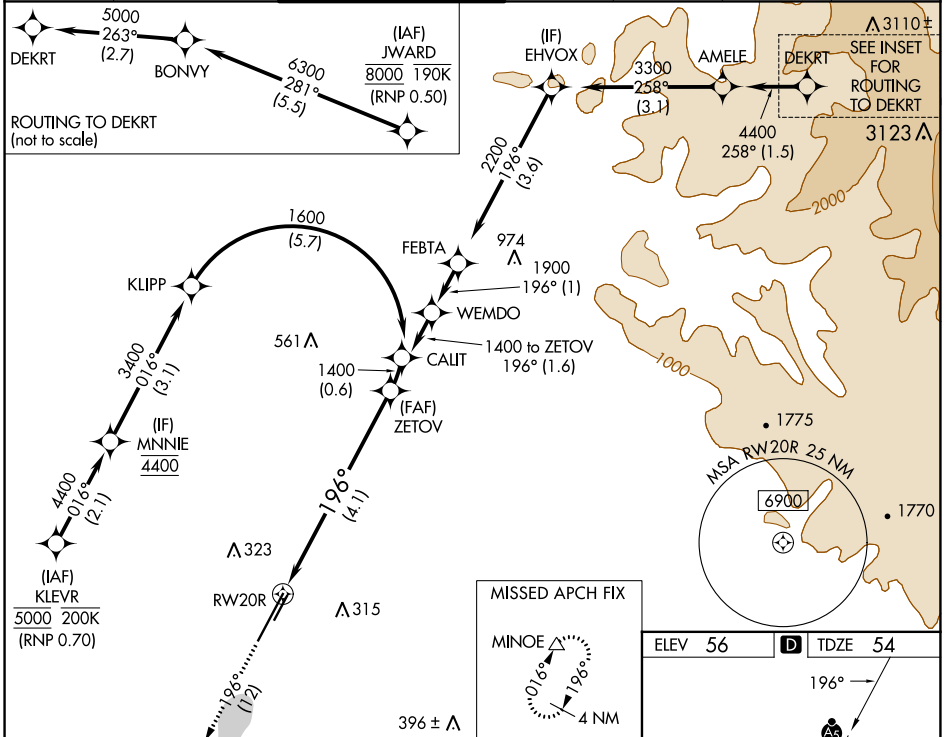 5000
263°
(2.7)
DEKRT
BONVY
6300
281°
(5.5)
(IAF)
JWARD
8000 190K
(RNP 0.50)
ROUTING TO DEKRT
(not to scale)
(IF)
EHVOX
3300
258°
(3.1)
AMELE
DEKRT
3110 ±
SEE INSET
FOR
ROUTING
TO DEKRT
4400
258° (1.5)
3123
2000
2200
196°
(3.6)
1600
(5.7)
FEBTA
974
1900
196° (1)
KLIPP
WEMDO
561
CALIT
1400 to ZETOV
196° (1.6)
1400
(0.6)
(FAF)
ZETOV
1000
3400
016°
(3.1)
(IF)
MNNIE
4400
4400
016°
(2.1)
196°
(4.1)
1775
MSA RW20R 25 NM
6900
1770
323
(IAF)
KLEVR
5000 200K
(RNP 0.70)
RW20R
315
196°
(12)
396 ±
MISSED APCH FIX
MINOE
016°
196°
4 NM
ELEV 56
D
TDZE 54
196°
A5